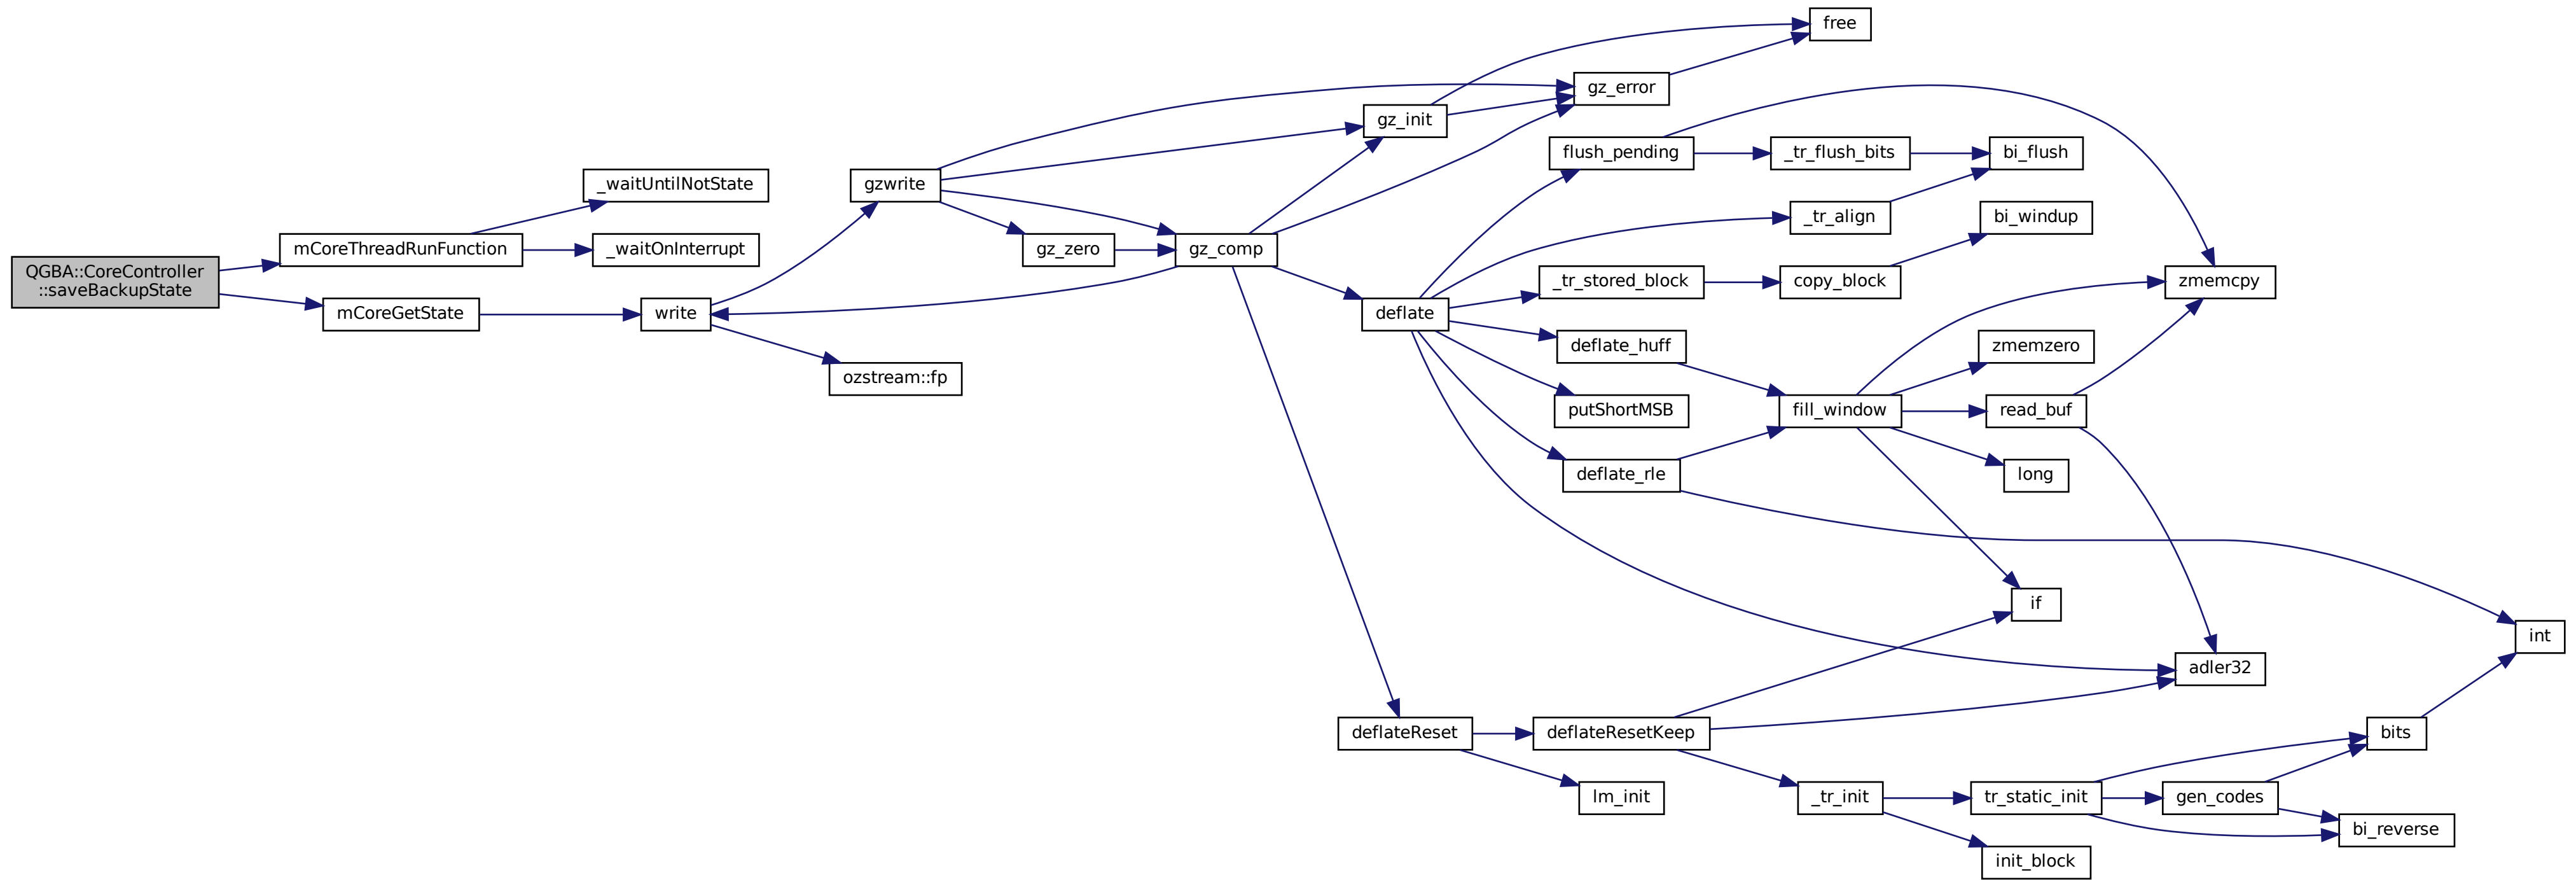 QGBA::CoreController
::saveBackupState
mCoreThreadRunFunction
_waitUntilNotState
_waitOnInterrupt
mCoreGetState
write
gzwrite
ozstream::fp
gz_zero
gz_comp
gz_init
gz_error
free
deflate
flush_pending
_tr_flush_bits
bi_flush
_tr_align
bi_windup
_tr_stored_block
copy_block
zmemcpy
deflate_huff
zmemzero
putShortMSB
fill_window
read_buf
deflate_rle
long
if
int
adler32
deflateReset
deflateResetKeep
bits
lm_init
_tr_init
tr_static_init
gen_codes
bi_reverse
init_block